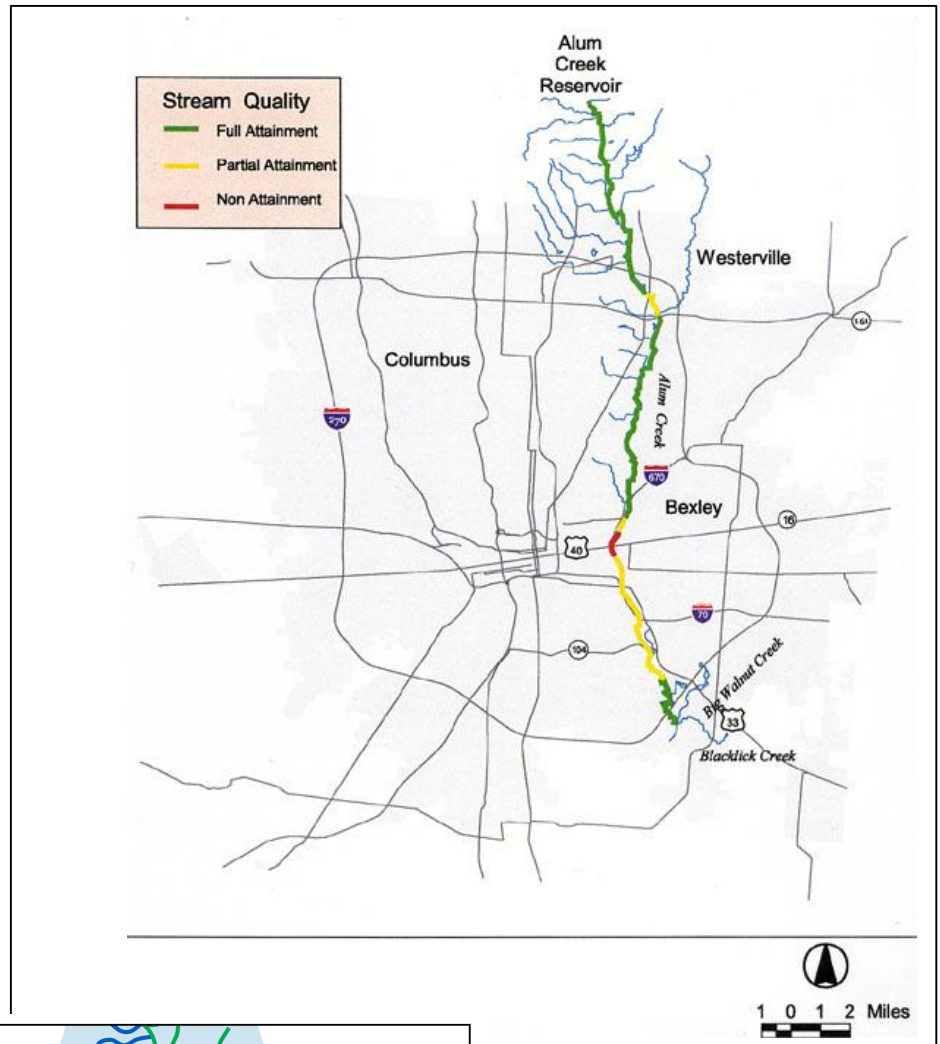 Alum
Creek
Reservoir
Stream Quality
Full Attainment
Partial Attainment
Non Attainment
Westerville
161
Columbus
Alum Creek
270
670
Bexley
16
40
70
104
Big Walnut Creek
33
Blacklick Creek
1 0 1 2 Miles